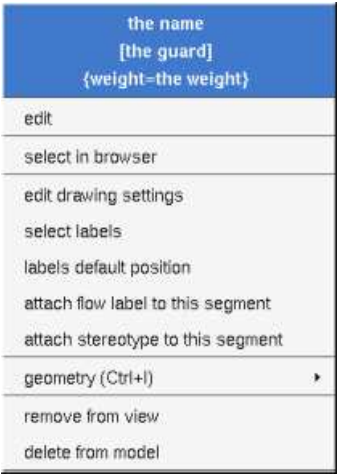 the name
[the guard]
{weight=the weight}
edit
select in browser
edit drawing settings
select labels
labels default position
attach flow label to this segment
attach stereotype to this segment
geometry (Ctrl+I)
remove from view
delete from model